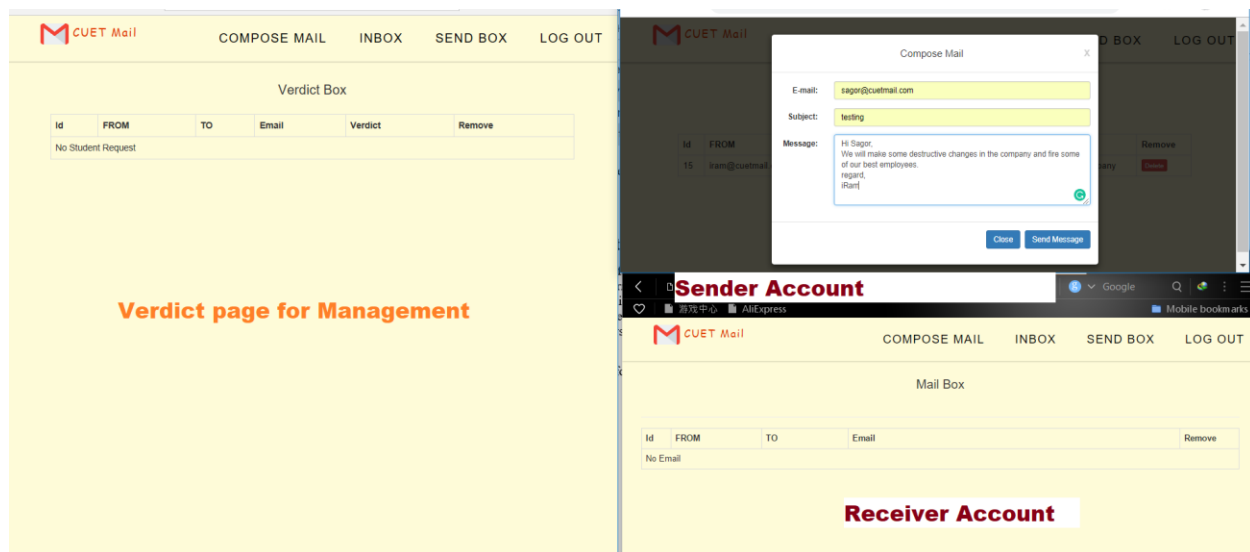 CUET Mail
COMPOSE MAIL INBOX SEND BOX LOG OUT
Verdict Box
Id FROM TO Email Verdict Remove
No Student Request
Verdict page for Management
CUET Mail
D BOX LOG OUT
Id FROM Remove
15 iram@cuetmail. pany Delete
Compose Mail X
E-mail: sagor@cuetmail.com
Subject: testing
Message: Hi Sagor,
We will make some destructive changes in the company and fire some
of our best employees.
regard,
iRam
Close Send Message
Sender Account
Google
游戏中心 AliExpress Mobile bookmarks
CUET Mail
COMPOSE MAIL INBOX SEND BOX LOG OUT
Mail Box
Id FROM TO Email Remove
No Email
Receiver Account